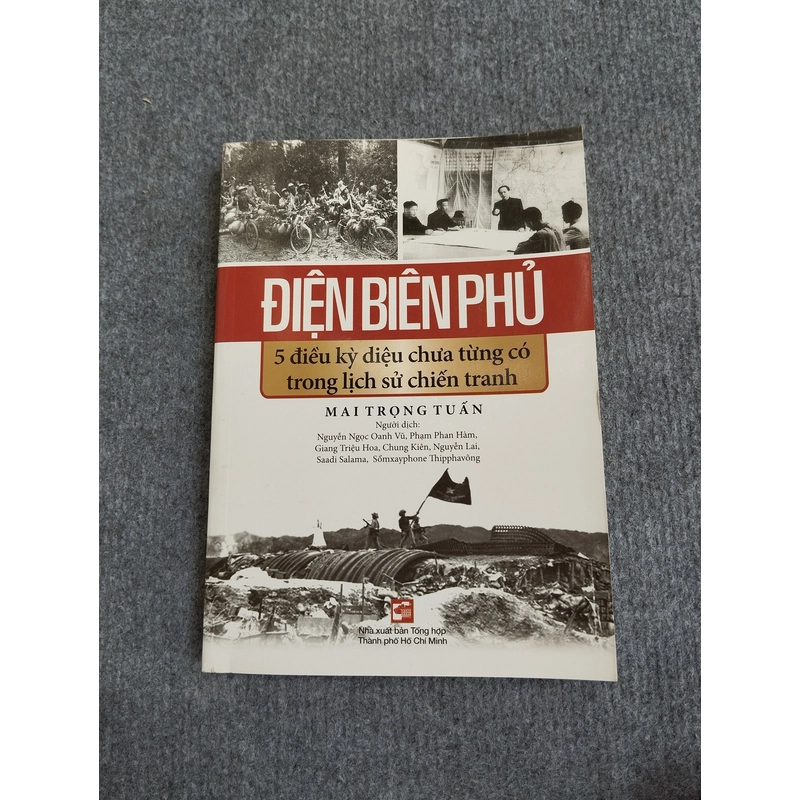 ĐIỆN BIÊN PHỦ
5 điều kỳ diệu chưa từng có
trong lịch sử chiến tranh
MAI TRỌNG TUẤN
Người dịch:
Nguyễn Ngọc Oanh Vũ, Phạm Phan Hàm,
Giang Triệu Hoa, Chung Kiên, Nguyễn Lai,
Saadi Salama, Sổmxayphone Thipphavông
Nhà xuất bản Tổng hợp
Thành phố Hồ Chí Minh